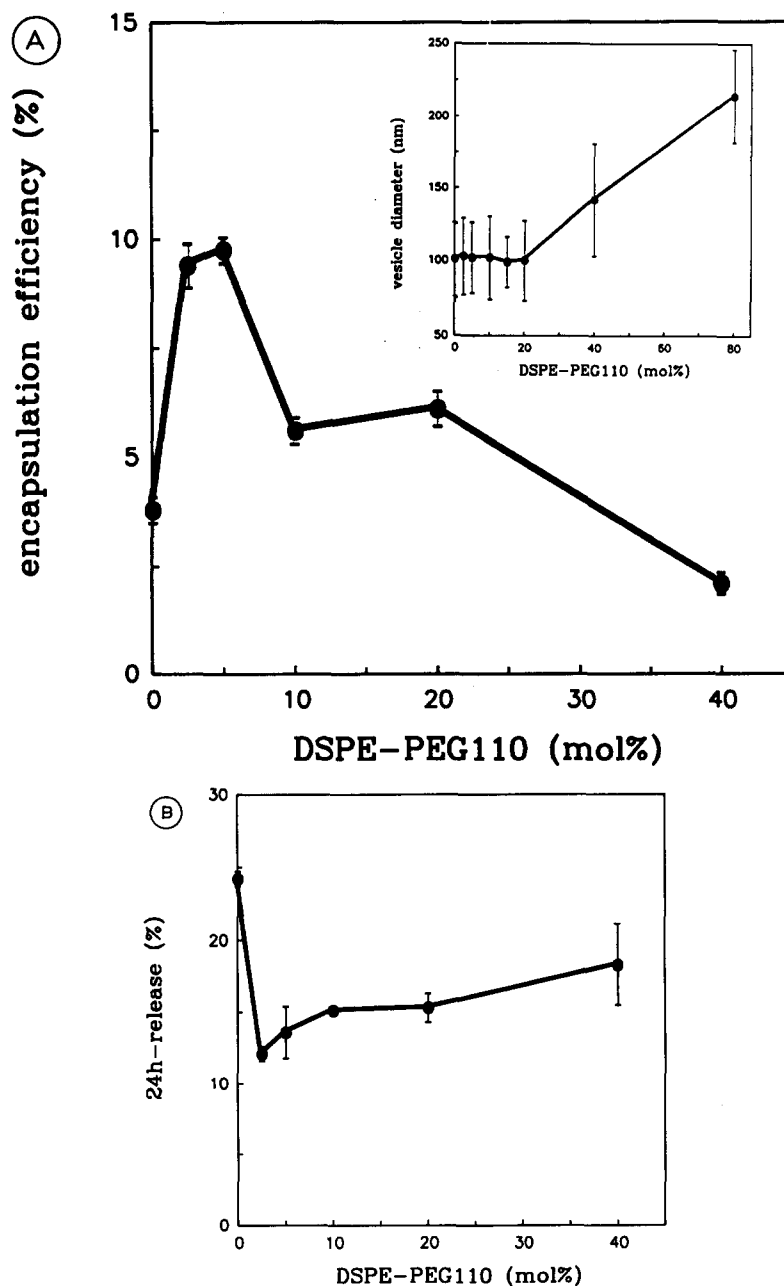 A
encapsulation efficiency (%)
15
10
5
0
0 10 20 30 40
DSPE-PEG110 (mol%)
vesicle diameter (nm)
250
200
150
100
50
0 20 40 60 80
DSPE-PEG110 (mol%)
B
24h-release (%)
30
20
10
0
0 10 20 30 40
DSPE-PEG110 (mol%)